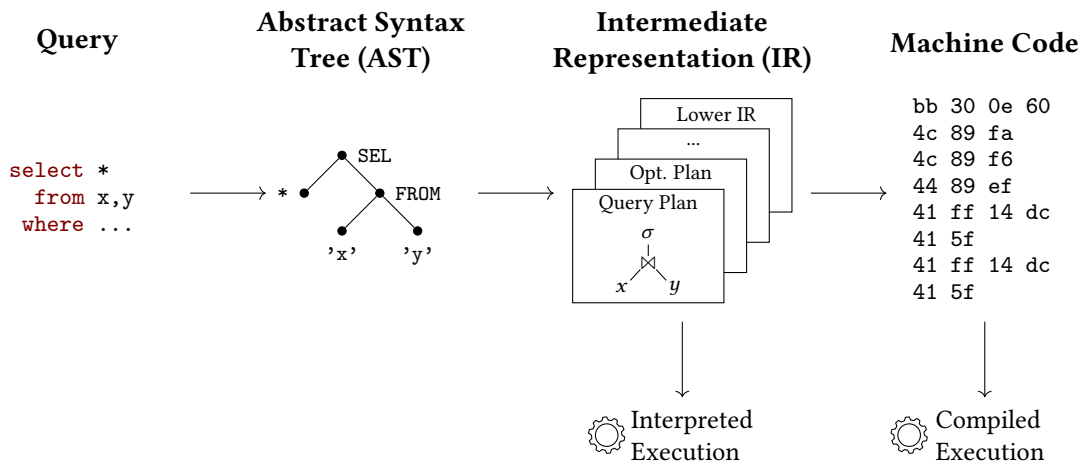 Query
Abstract Syntax
Tree (AST)
Intermediate
Representation (IR)
Machine Code
select *
from x,y
where ...
SEL
*
FROM
'x'
'y'
Lower IR
...
Opt. Plan
Query Plan
σ
⋈
x
y
bb 30 0e 60
4c 89 fa
4c 89 f6
44 89 ef
41 ff 14 dc
41 5f
41 ff 14 dc
41 5f
Interpreted
Execution
Compiled
Execution